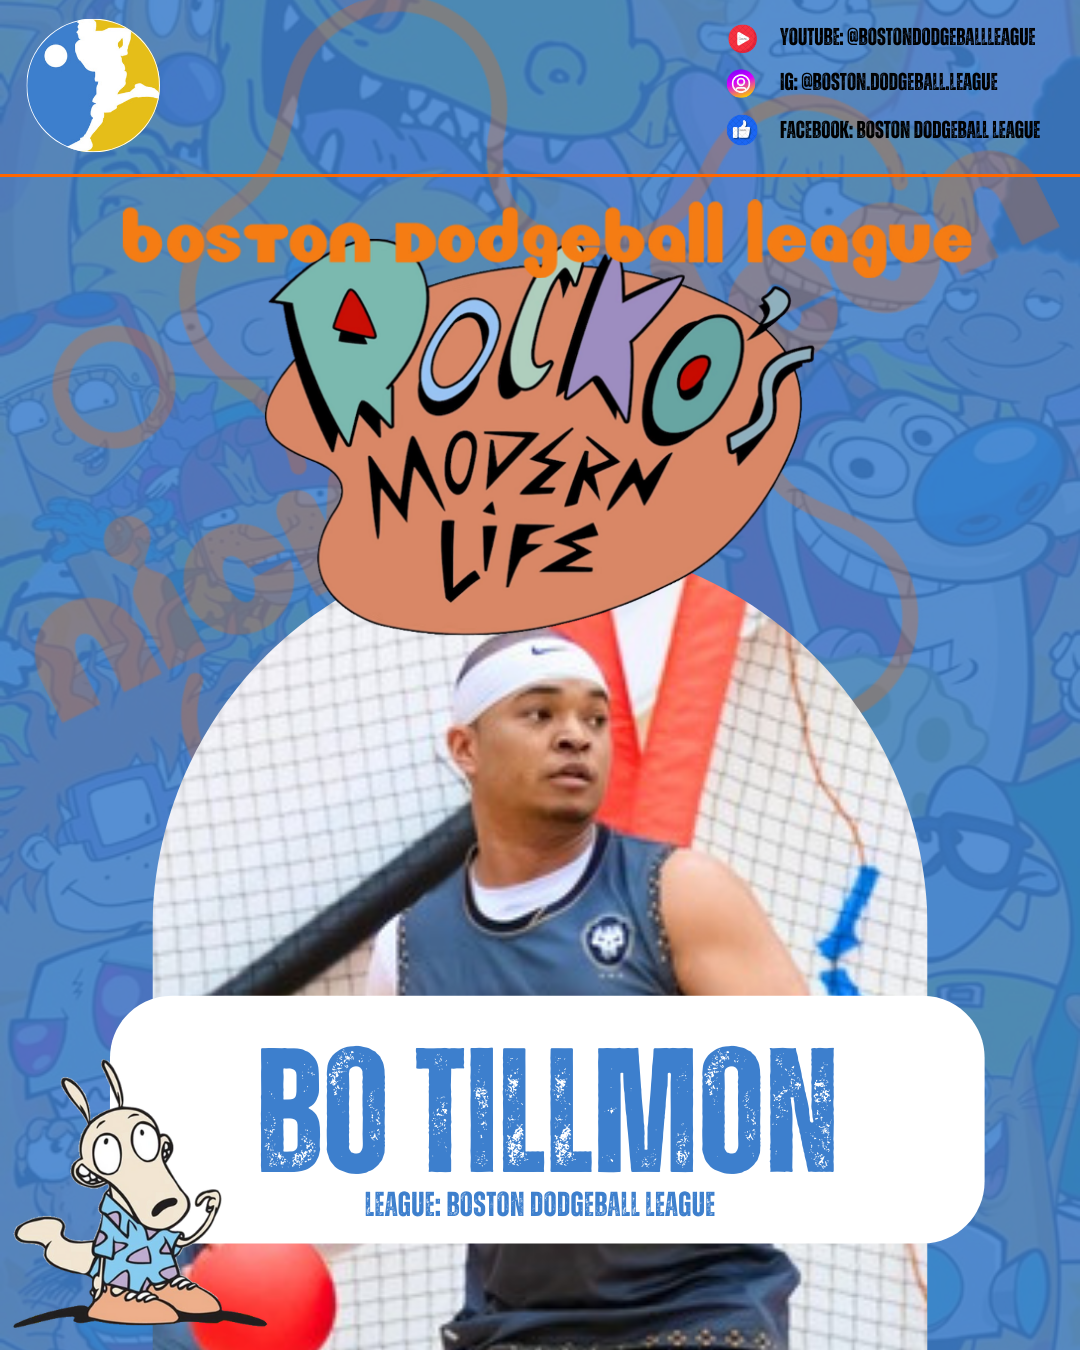 YOUTUBE: @BOSTONDODGEBALLLEAGUE
IG: @BOSTON.DODGEBALL.LEAGUE
FACEBOOK: BOSTON DODGEBALL LEAGUE
boston Dodgeball league
ROCKO'S
MODERN
LiFE
BO TILLMON
LEAGUE: BOSTON DODGEBALL LEAGUE